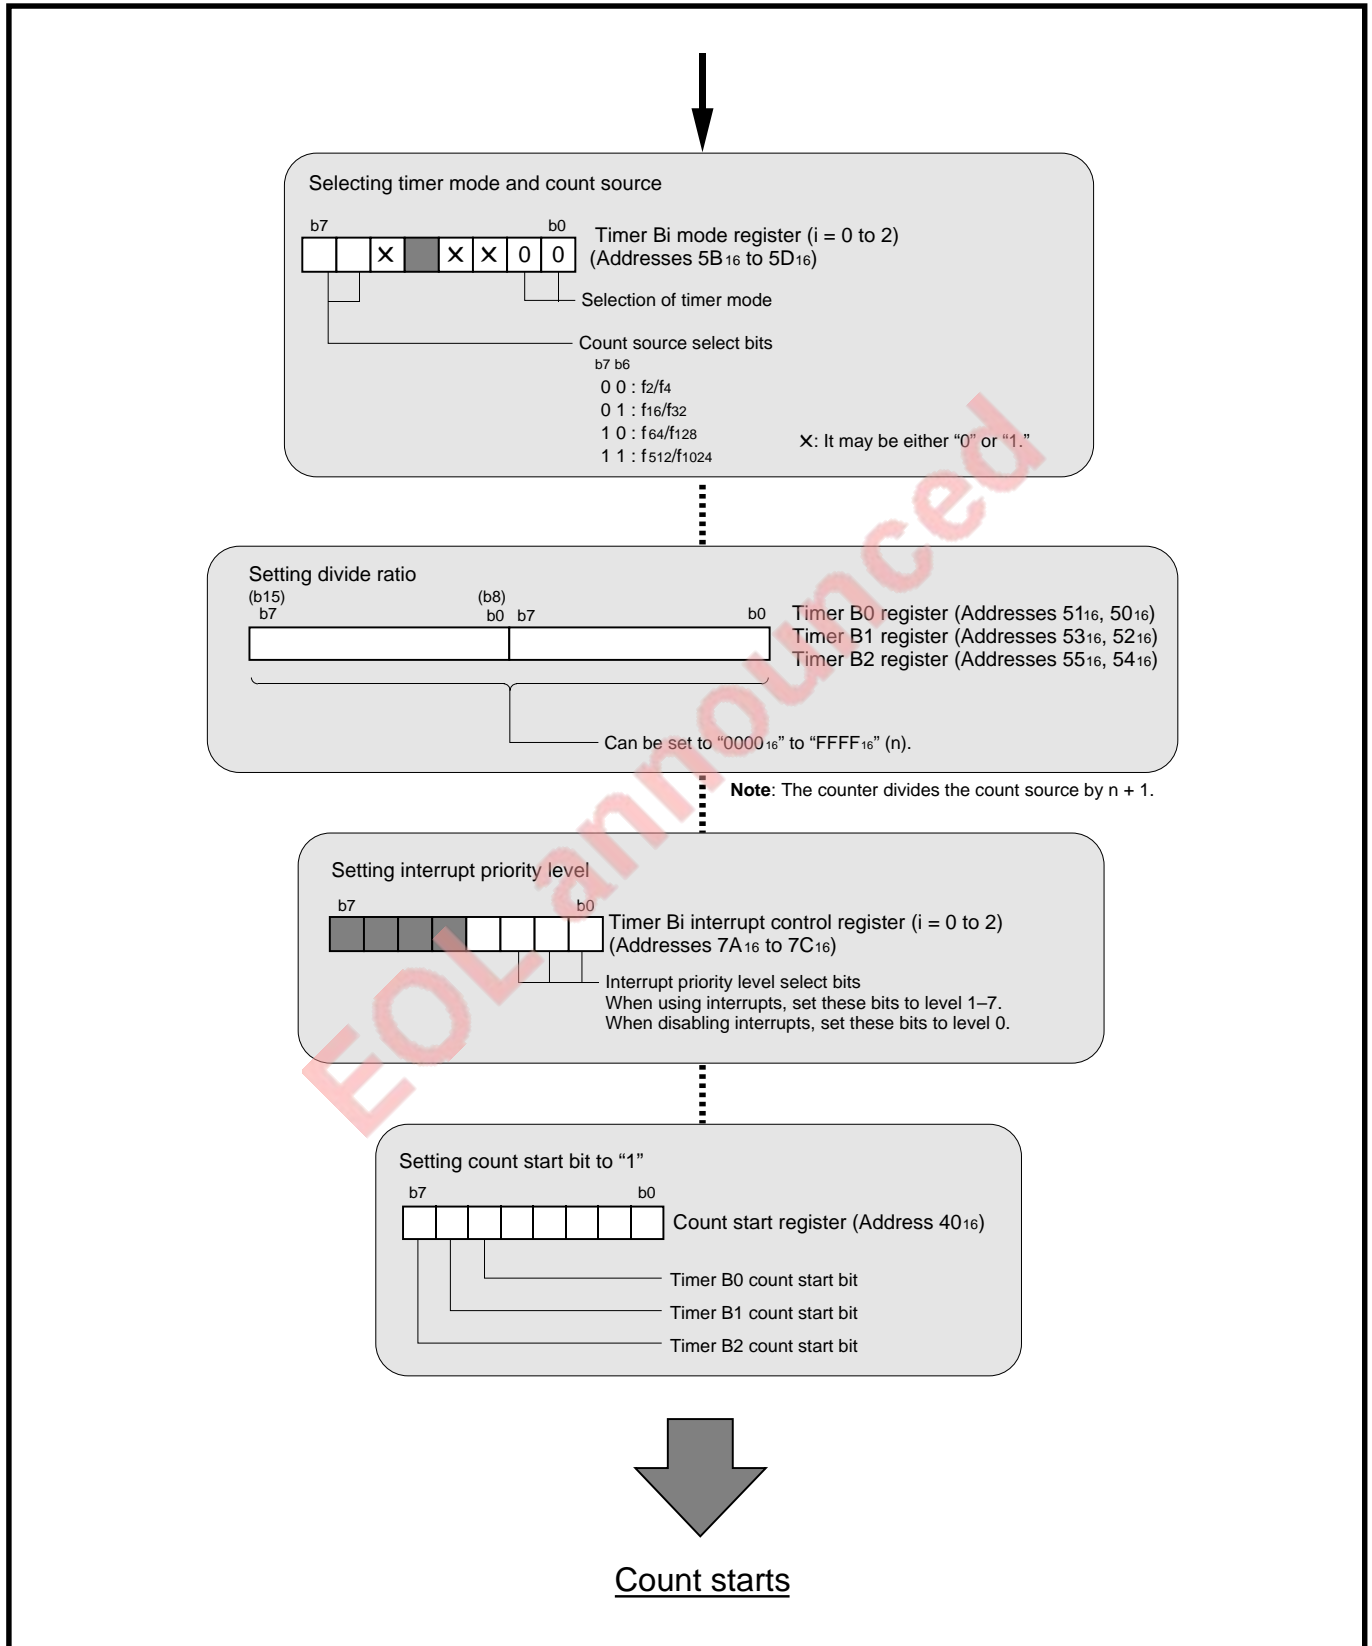 Selecting timer mode and count source
b7 b0
X X X 0 0
Timer Bi mode register (i = 0 to 2)
(Addresses 5B16 to 5D16)
Selection of timer mode
Count source select bits
b7 b6
0 0 : f2/f4
0 1 : f16/f32
1 0 : f64/f128
1 1 : f512/f1024
X: It may be either “0” or “1.”
Setting divide ratio
(b15) (b8)
b7 b0 b7 b0
Timer B0 register (Addresses 5116, 5016)
Timer B1 register (Addresses 5316, 5216)
Timer B2 register (Addresses 5516, 5416)
Can be set to “000016” to “FFFF16” (n).
Note: The counter divides the count source by n + 1.
Setting interrupt priority level
b7 b0
Timer Bi interrupt control register (i = 0 to 2)
(Addresses 7A16 to 7C16)
Interrupt priority level select bits
When using interrupts, set these bits to level 1–7.
When disabling interrupts, set these bits to level 0.
Setting count start bit to “1”
b7 b0
Count start register (Address 4016)
Timer B0 count start bit
Timer B1 count start bit
Timer B2 count start bit
Count starts
EOL announced